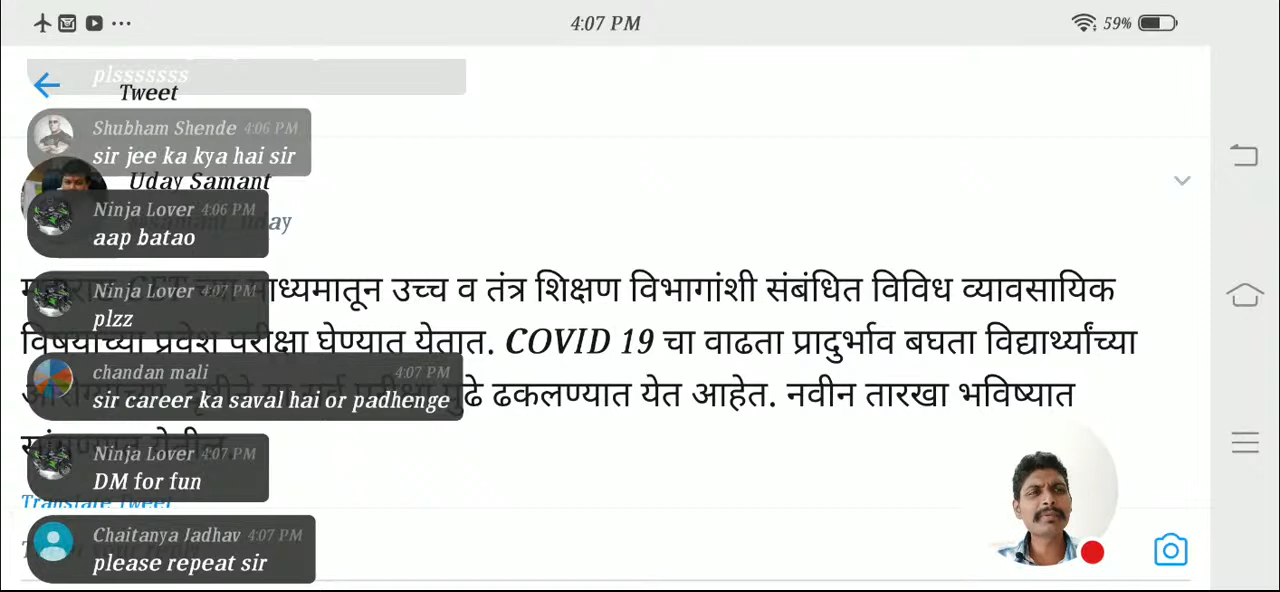 4:07 PM
59%
plsssssss
Tweet
Shubham Shende 4:06 PM
sir jee ka kya hai sir
Uday Samant
Ninja Lover 4:06 PM
aap batao
Ninja Lover 4:07 PM
plzz
माध्यमातून उच्च व तंत्र शिक्षण विभागांशी संबंधित विविध व्यावसायिक
विषयांच्या प्रवेश परीक्षा घेण्यात येतात. COVID 19 चा वाढता प्रादुर्भाव बघता विद्यार्थ्यांच्या
chandan mali 4:07 PM
sir career ka saval hai or padhenge
पुढे ढकलण्यात येत आहेत. नवीन तारखा भविष्यात
Ninja Lover 4:07 PM
DM for fun
Translate Tweet
Chaitanya Jadhav 4:07 PM
please repeat sir